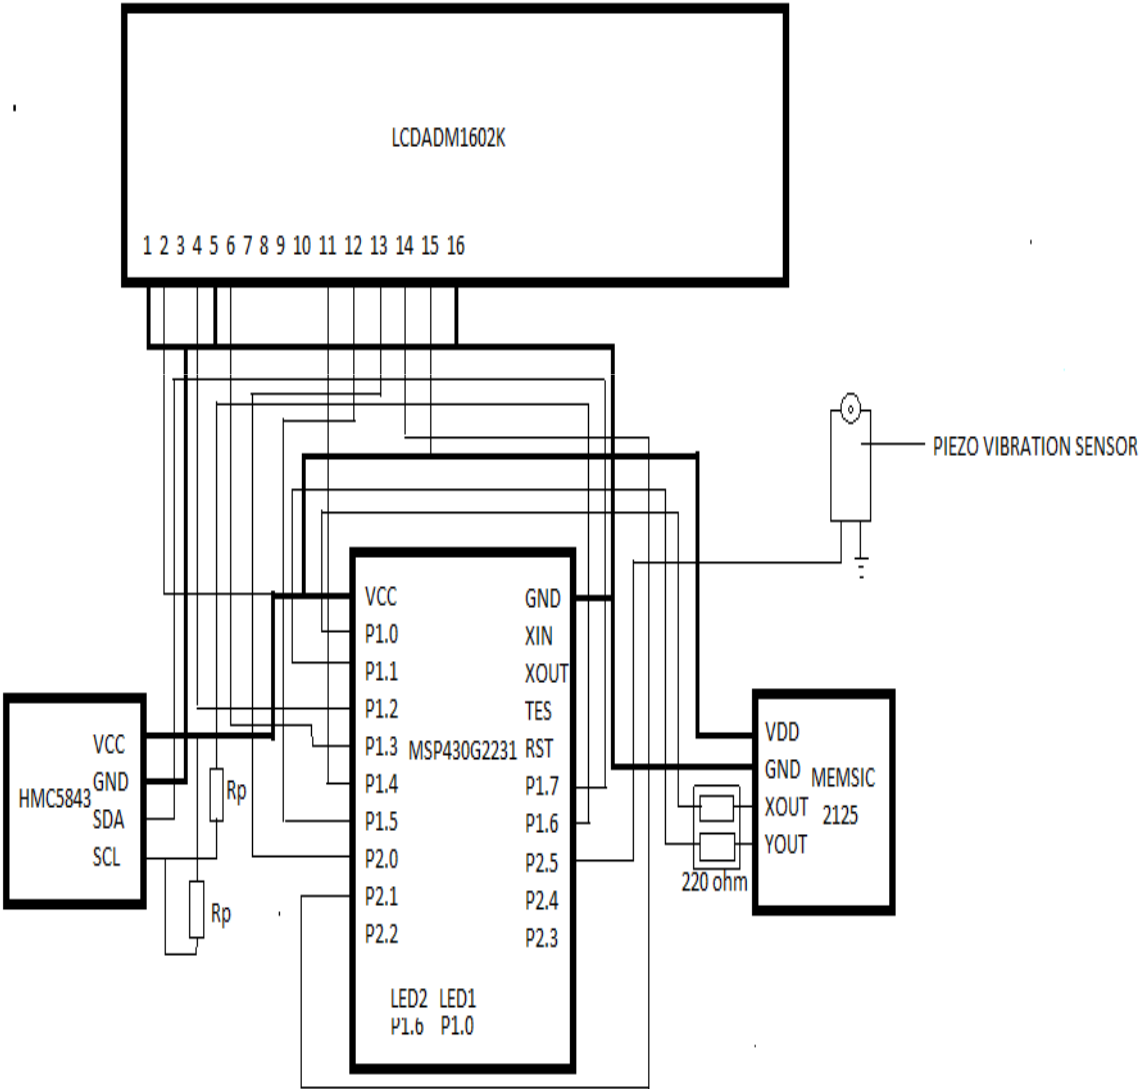 LCDADM1602K
1 2 3 4 5 6 7 8 9 10 11 12 13 14 15 16
PIEZO VIBRATION SENSOR
VCC
P1.0
P1.1
P1.2
P1.3
P1.4
P1.5
P2.0
P2.1
P2.2
MSP430G2231
GND
XIN
XOUT
TES
RST
P1.7
P1.6
P2.5
P2.4
P2.3
LED2 LED1
P1.6 P1.0
HMC5843
VCC
GND
SDA
SCL
Rp
Rp
VDD
GND
XOUT
YOUT
MEMSIC
2125
220 ohm